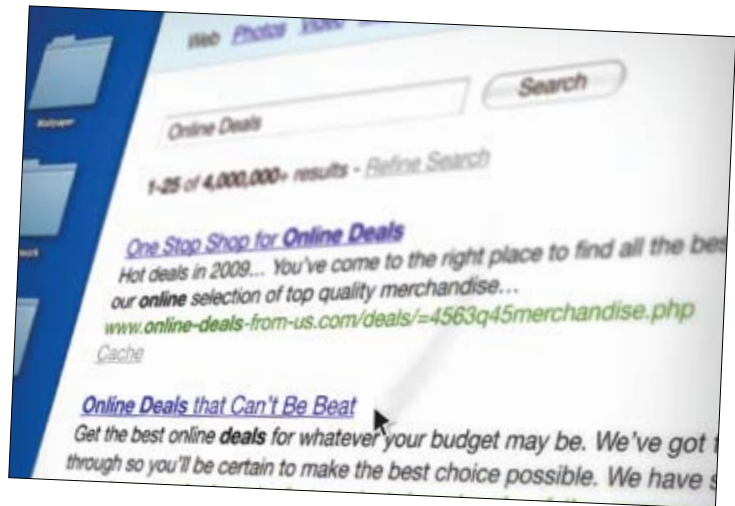 Web Photos Video
Wallpaper
Online Deals Search
1-25 of 4,000,000+ results - Refine Search
One Stop Shop for Online Deals
Hot deals in 2009... You've come to the right place to find all the
our online selection of top quality merchandise...
www.online-deals-from-us.com/deals/=4563q45merchandise.php
Cache
Online Deals that Can't Be Beat
Get the best online deals for whatever your budget may be. We've got
through so you'll be certain to make the best choice possible. We have